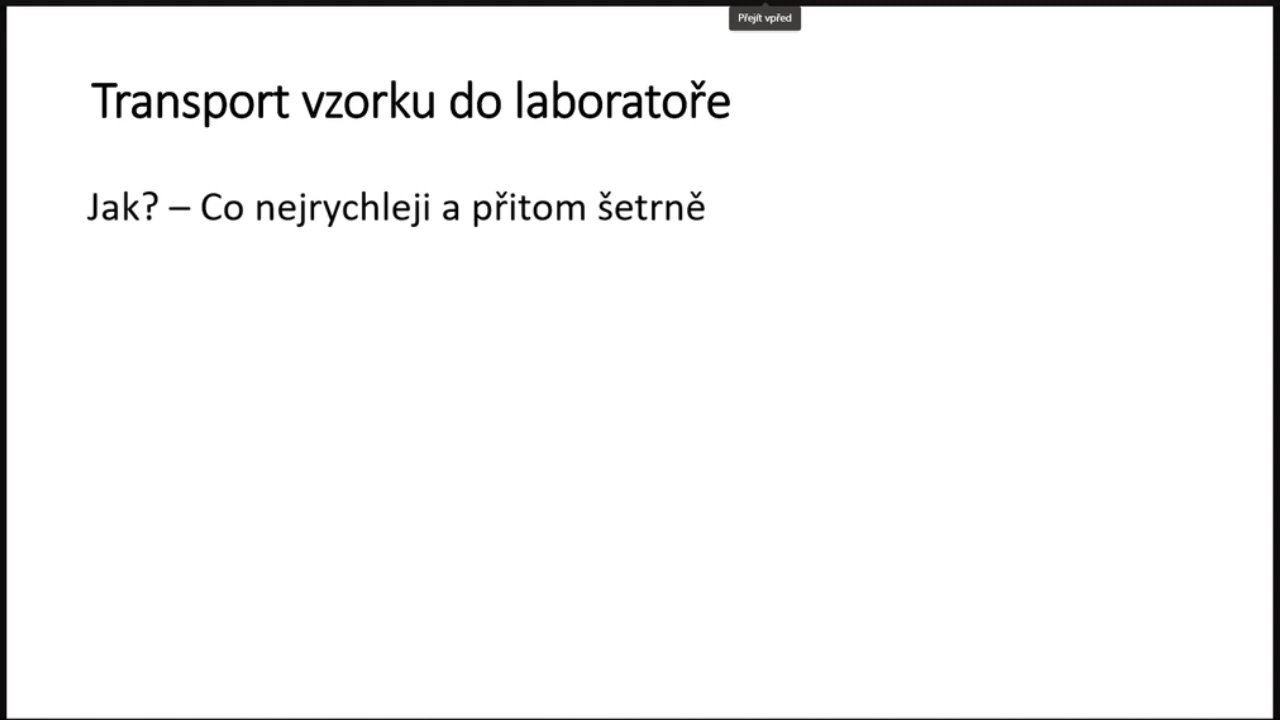 Přejít vpřed
Transport vzorku do laboratoře
Jak? – Co nejrychleji a přitom šetrně